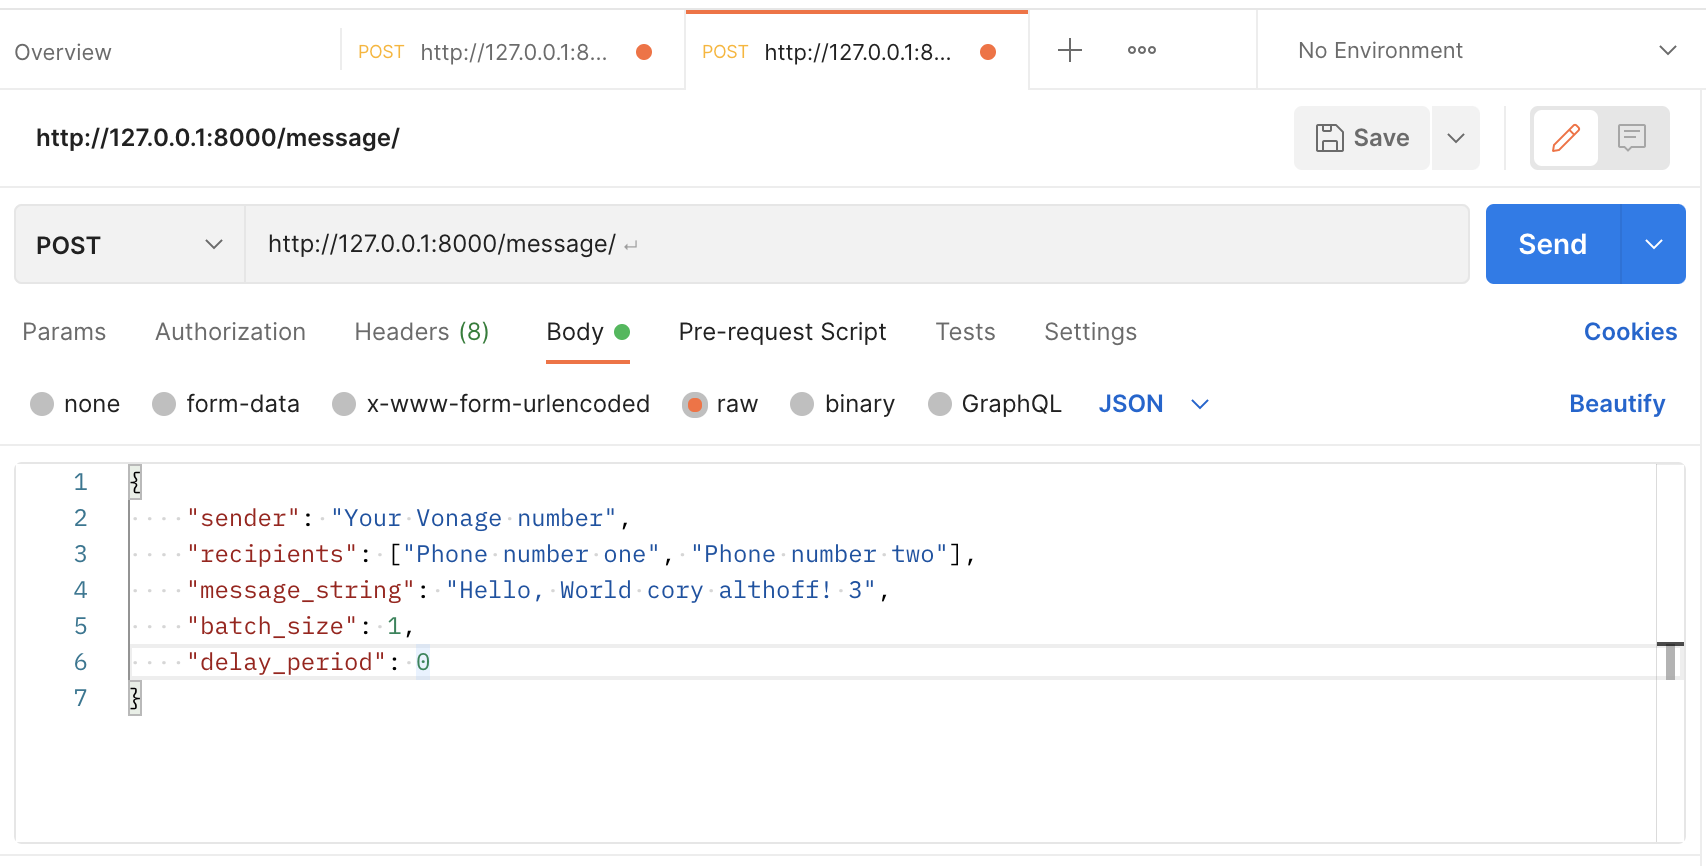 Overview
POST http://127.0.0.1:8...
POST http://127.0.0.1:8...
No Environment
http://127.0.0.1:8000/message/
Save
POST
http://127.0.0.1:8000/message/
Send
Params Authorization Headers (8) Body Pre-request Script Tests Settings Cookies
none form-data x-www-form-urlencoded raw binary GraphQL JSON Beautify
1 {
2 "sender": "Your Vonage number",
3 "recipients": ["Phone number one", "Phone number two"],
4 "message_string": "Hello, World cory althoff! 3",
5 "batch_size": 1,
6 "delay_period": 0
7 }